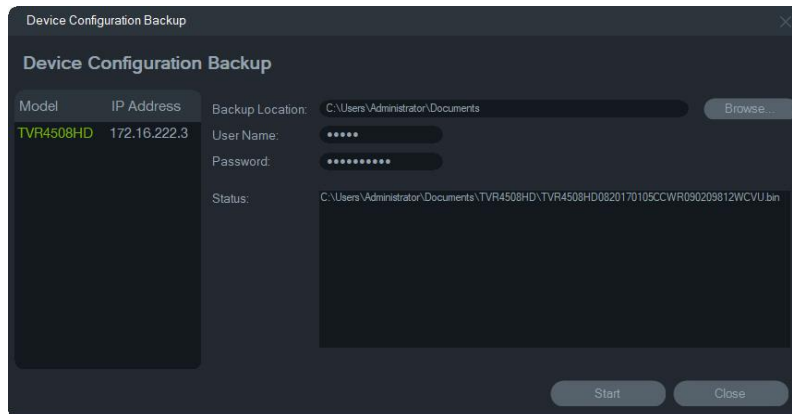 Device Configuration Backup
Device Configuration Backup
Model IP Address
TVR4508HD 172.16.222.3
Backup Location: C:\Users\Administrator\Documents Browse...
User Name: •••••
Password: ••••••••••
Status: C:\Users\Administrator\Documents\TVR4508HD\TVR4508HD0820170105CCWR090209812WCVU.bin
Start Close